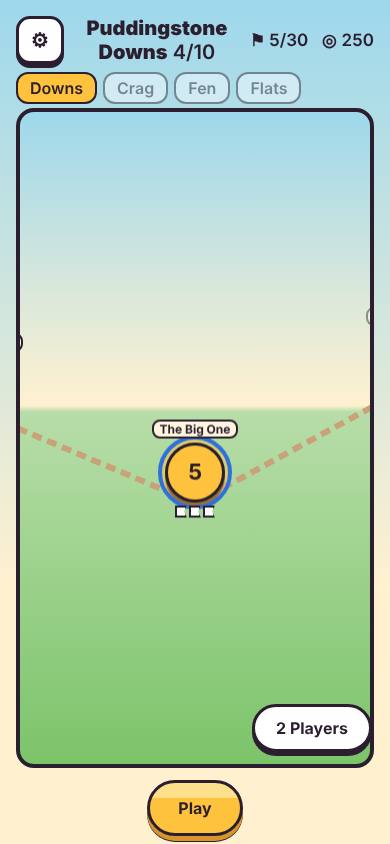 ⚙ Puddingstone Downs 4/10 ⚑ 5/30 ◎ 250
Downs Crag Fen Flats
The Big One
5
2 Players
Play